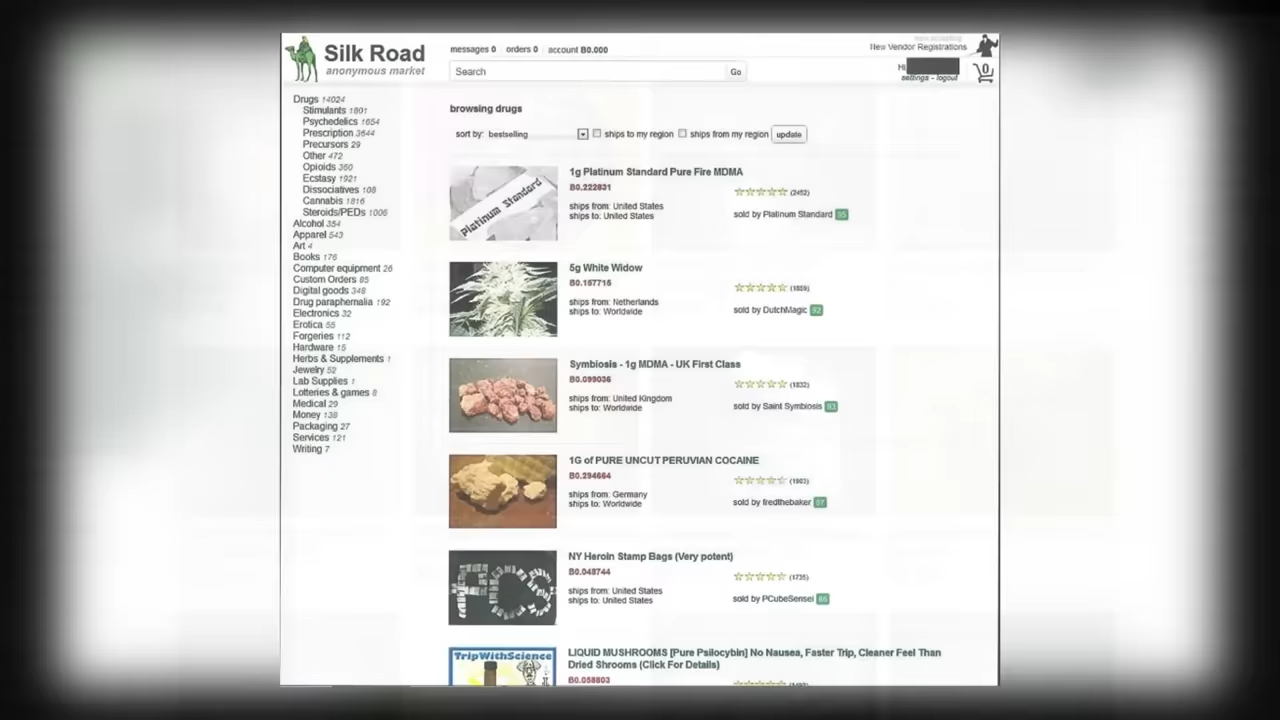 Silk Road
anonymous market
messages 0 orders 0 account B0.000
Search
Go
New Vendor Registrations
Hi
settings - logout
0
Drugs 14024
Stimulants 1801
Psychedelics 1654
Prescription 3644
Precursors 29
Other 472
Opioids 360
Ecstasy 1921
Dissociatives 108
Cannabis 1816
Steroids/PEDs 1006
Alcohol 354
Apparel 543
Art 4
Books 176
Computer equipment 26
Custom Orders 85
Digital goods 348
Drug paraphernalia 192
Electronics 32
Erotica 55
Forgeries 112
Hardware 15
Herbs & Supplements 1
Jewelry 52
Lab Supplies 1
Lotteries & games 8
Medical 29
Money 138
Packaging 27
Services 121
Writing 7
browsing drugs
sort by: bestselling ships to my region ships from my region update
Platinum Standard
1g Platinum Standard Pure Fire MDMA
B0.222831
ships from: United States
ships to: United States
(2452)
sold by Platinum Standard 95
5g White Widow
B0.157715
ships from: Netherlands
ships to: Worldwide
(1889)
sold by DutchMagic 92
Symbiosis - 1g MDMA - UK First Class
B0.099036
ships from: United Kingdom
ships to: Worldwide
(1832)
sold by Saint Symbiosis 93
1G of PURE UNCUT PERUVIAN COCAINE
B0.294664
ships from: Germany
ships to: Worldwide
(1903)
sold by fredthebaker 87
PCS
NY Heroin Stamp Bags (Very potent)
B0.048744
ships from: United States
ships to: United States
(1735)
sold by PCubeSensei
TripWithScience
LIQUID MUSHROOMS [Pure Psilocybin] No Nausea, Faster Trip, Cleaner Feel Than
Dried Shrooms (Click For Details)
B0.058803